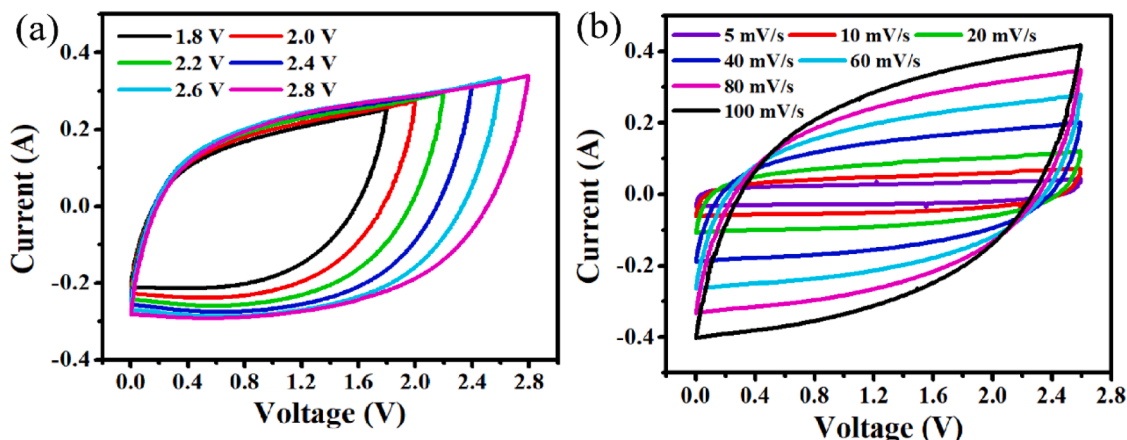 (a)
1.8 V 2.0 V
2.2 V 2.4 V
2.6 V 2.8 V
0.4
0.2
0.0
-0.2
-0.4
Current (A)
0.0 0.4 0.8 1.2 1.6 2.0 2.4 2.8
Voltage (V)
(b)
5 mV/s 10 mV/s 20 mV/s
40 mV/s 60 mV/s
80 mV/s
100 mV/s
0.4
0.2
0.0
-0.2
-0.4
Current (A)
0.0 0.4 0.8 1.2 1.6 2.0 2.4 2.8
Voltage (V)